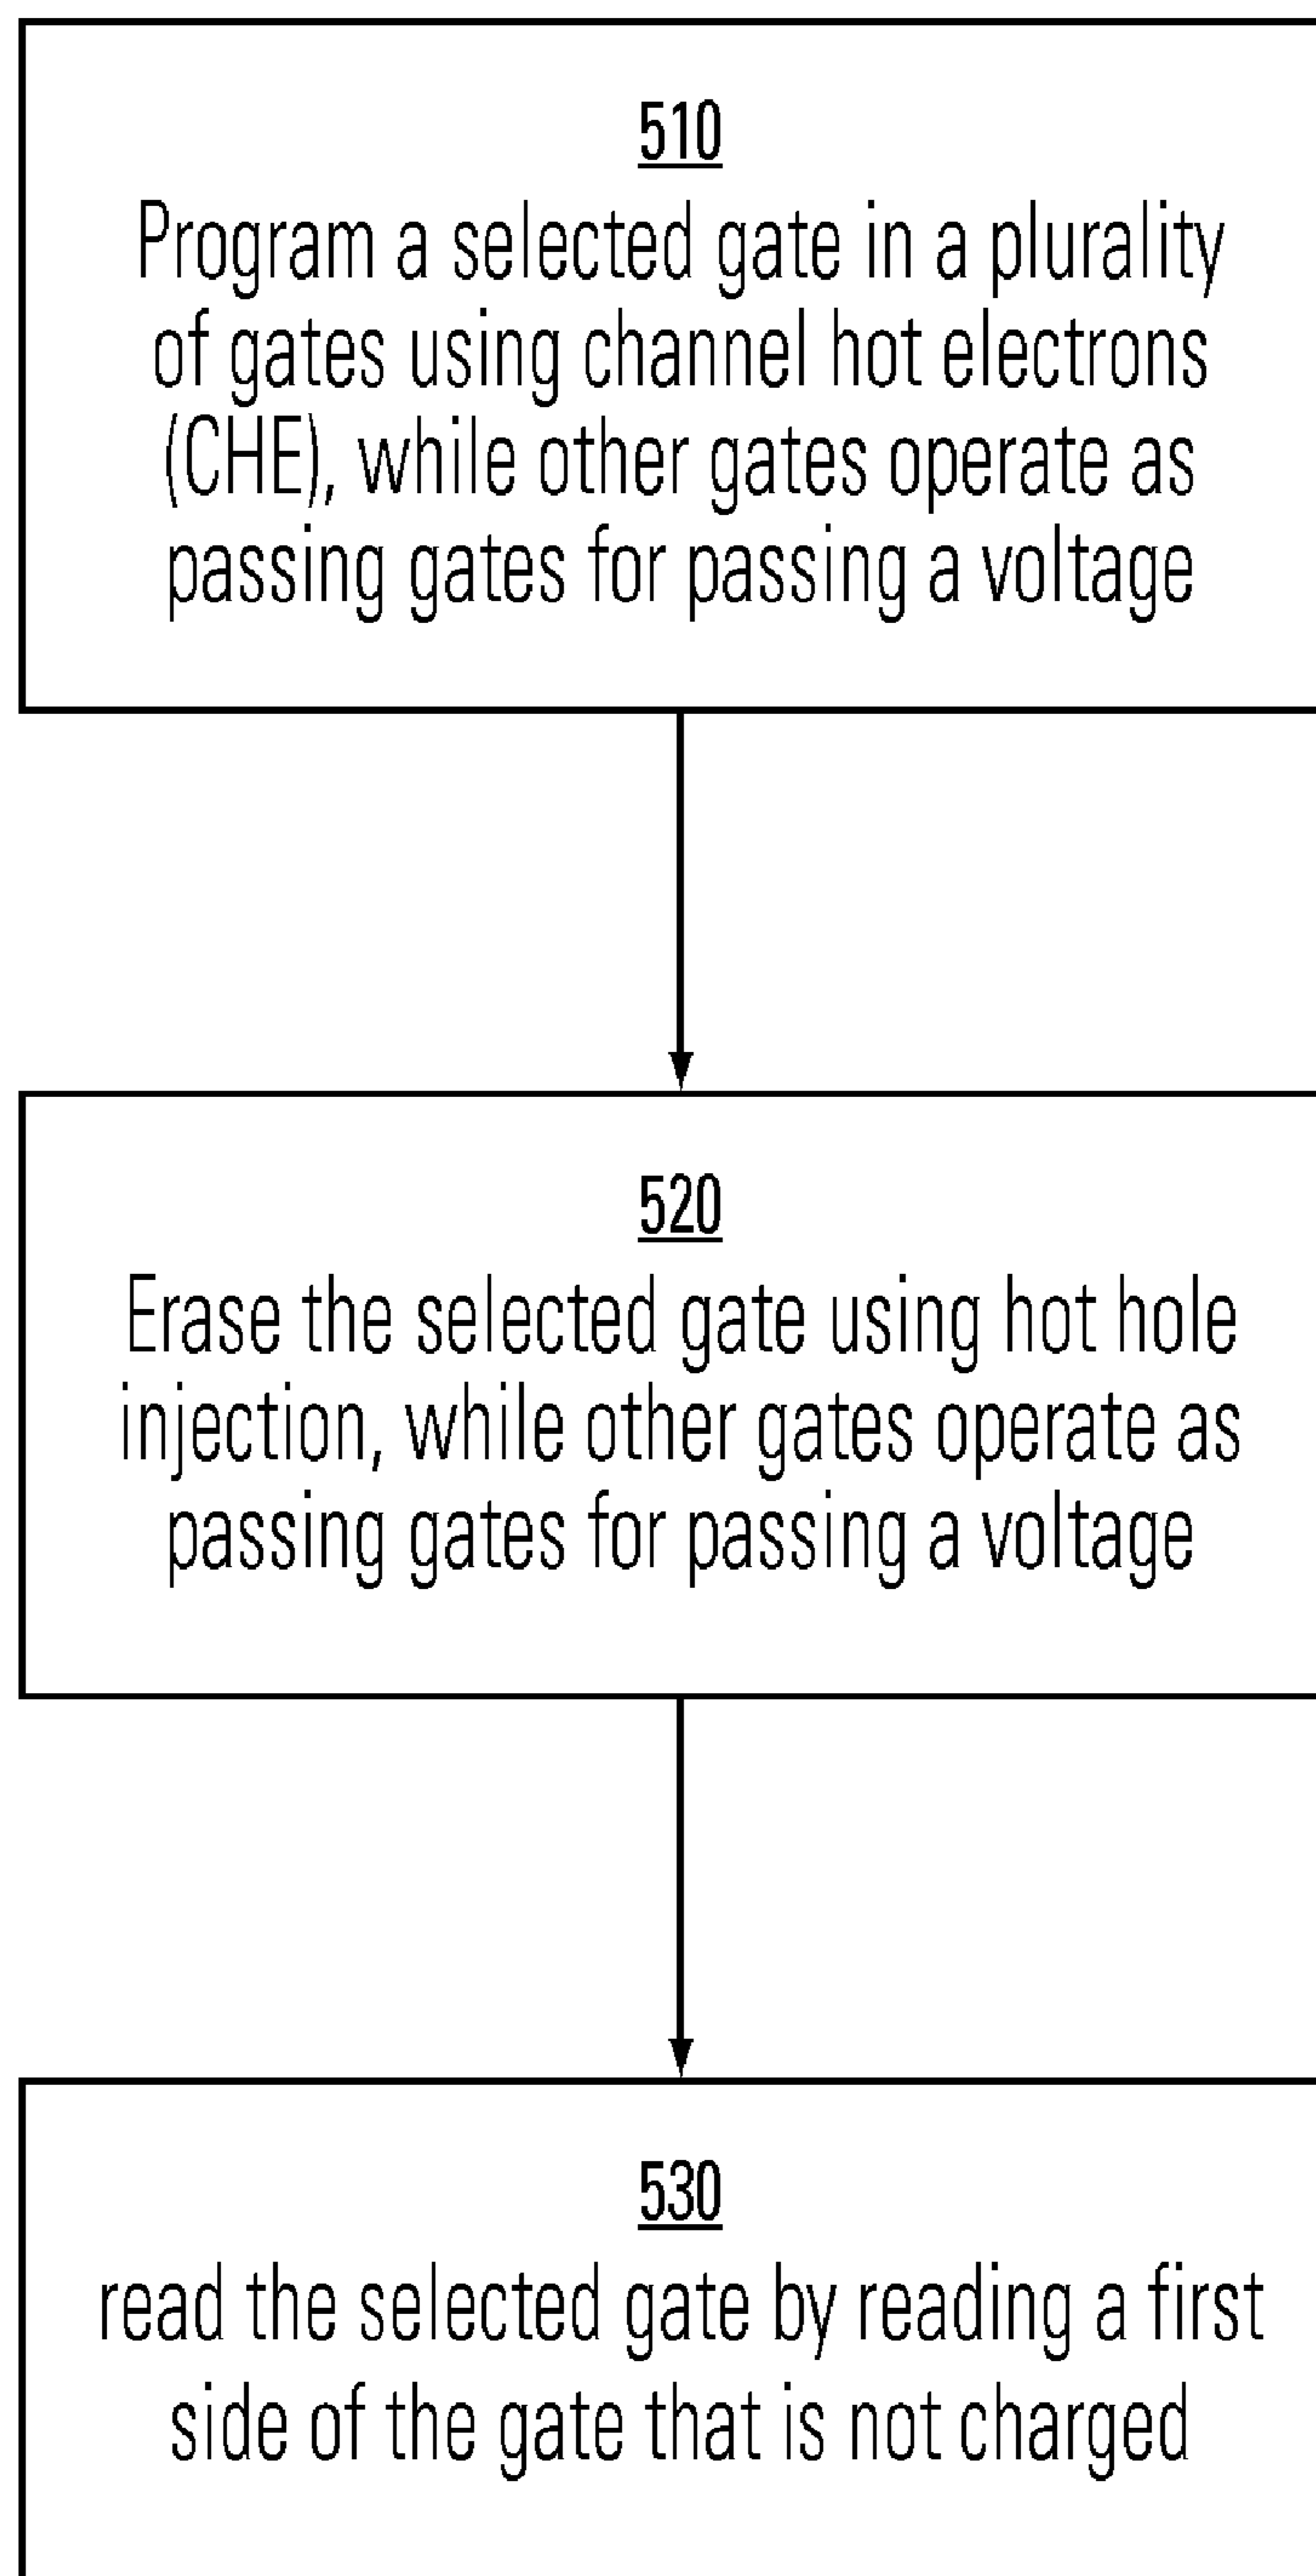 510
Program a selected gate in a plurality
of gates using channel hot electrons
(CHE), while other gates operate as
passing gates for passing a voltage
520
Erase the selected gate using hot hole
injection, while other gates operate as
passing gates for passing a voltage
530
read the selected gate by reading a first
side of the gate that is not charged